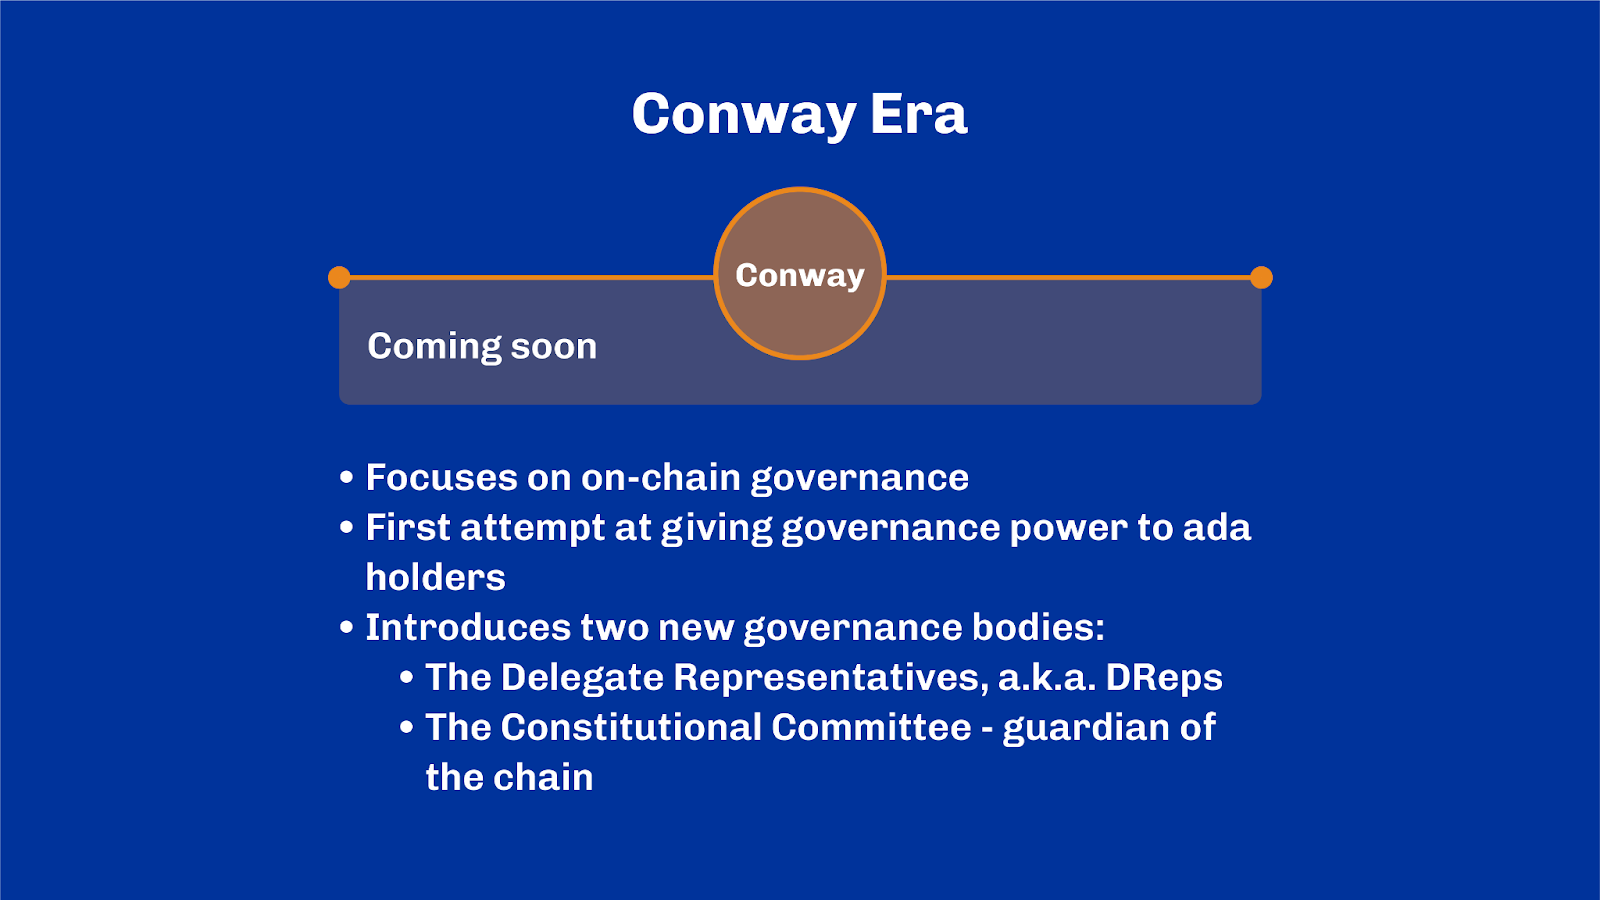 Conway Era
Conway
Coming soon
• Focuses on on-chain governance
• First attempt at giving governance power to ada
holders
• Introduces two new governance bodies:
• The Delegate Representatives, a.k.a. DReps
• The Constitutional Committee - guardian of
the chain